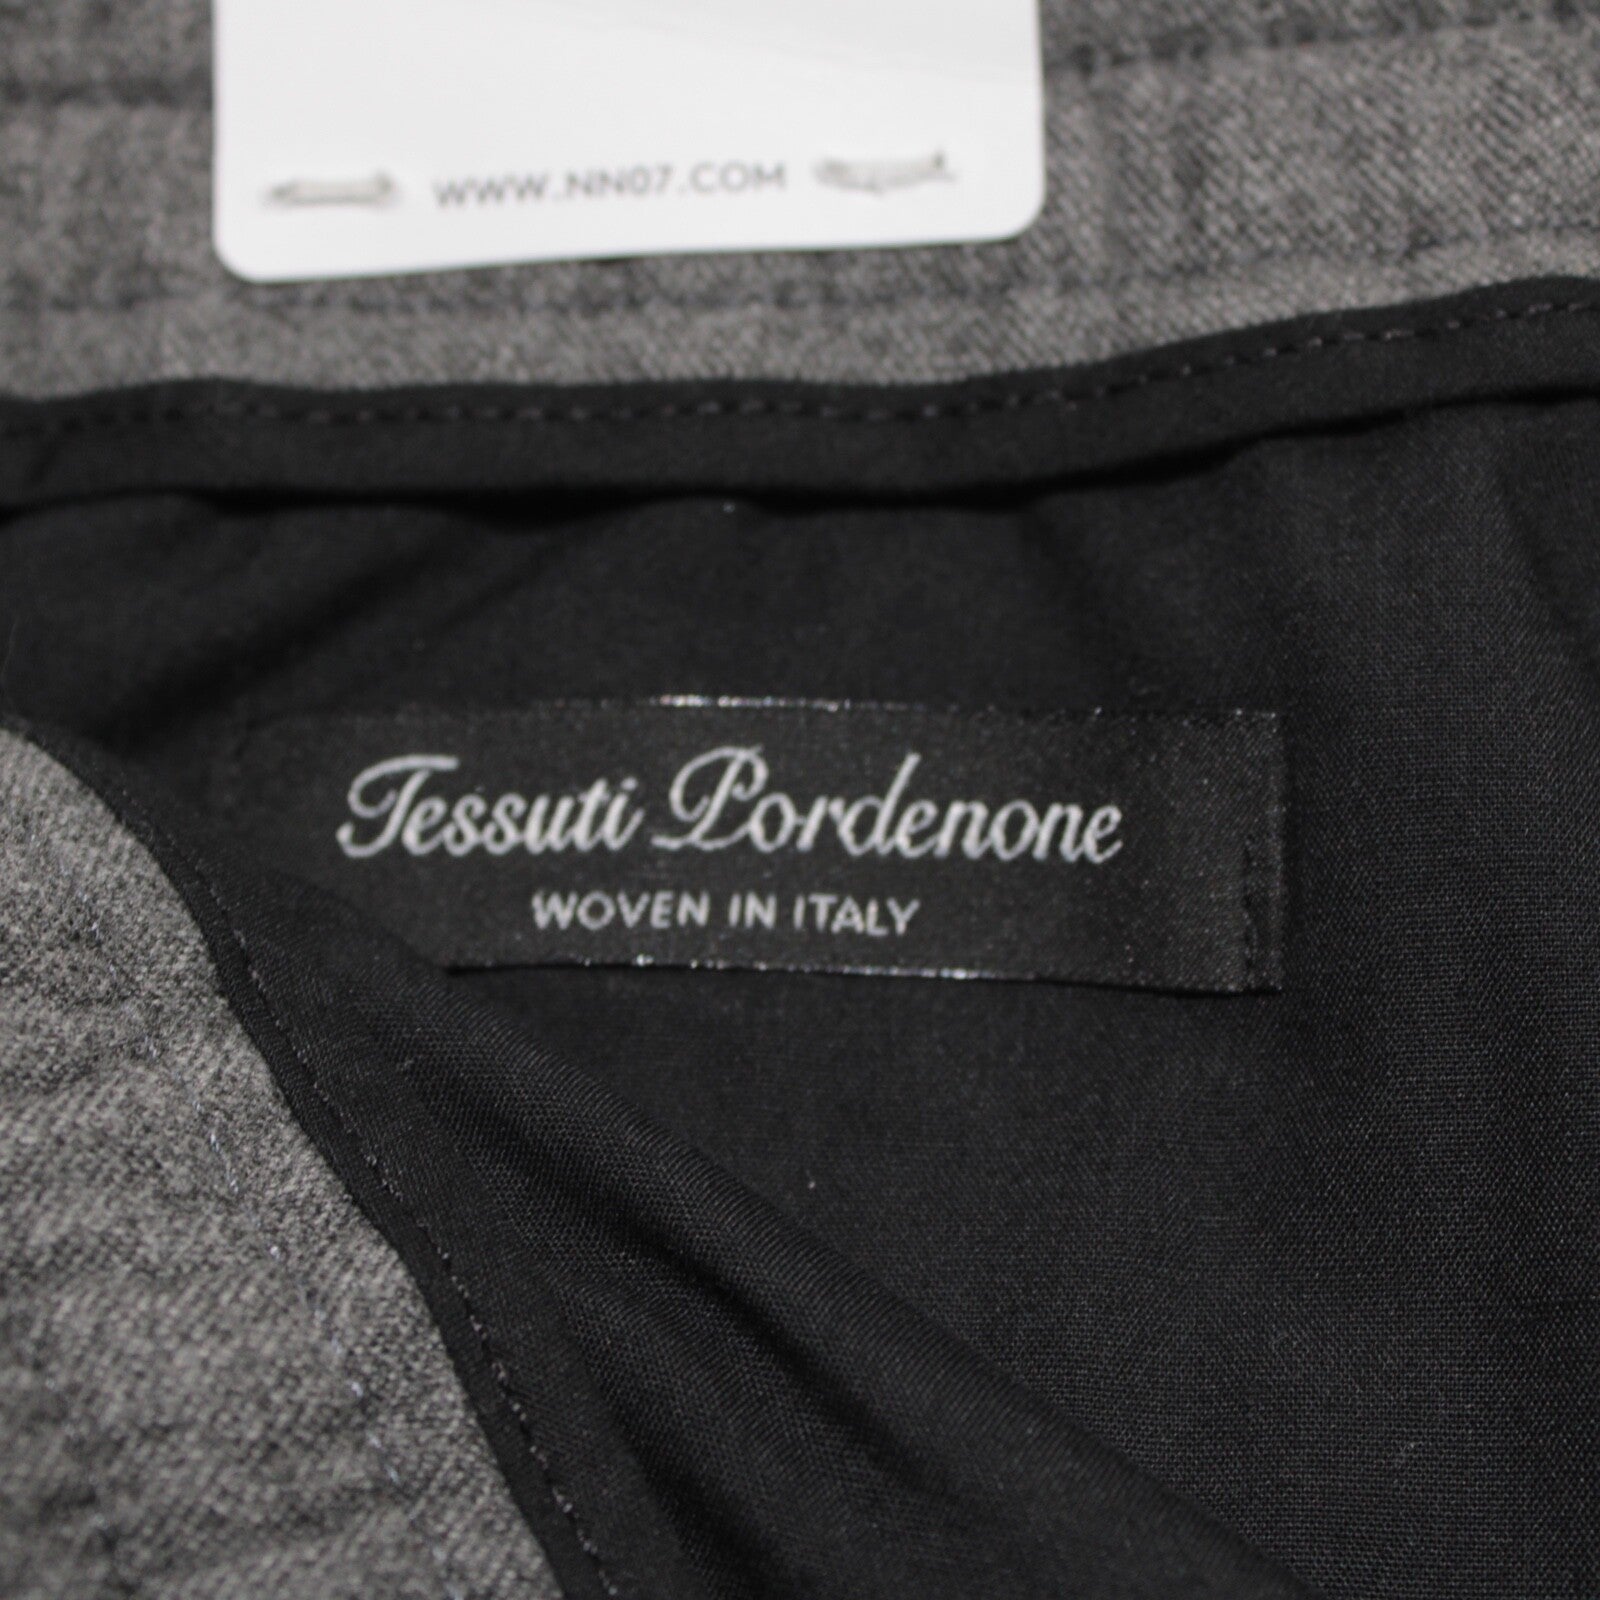 WWW.NN07.COM
Tessuti Pordenone
WOVEN IN ITALY